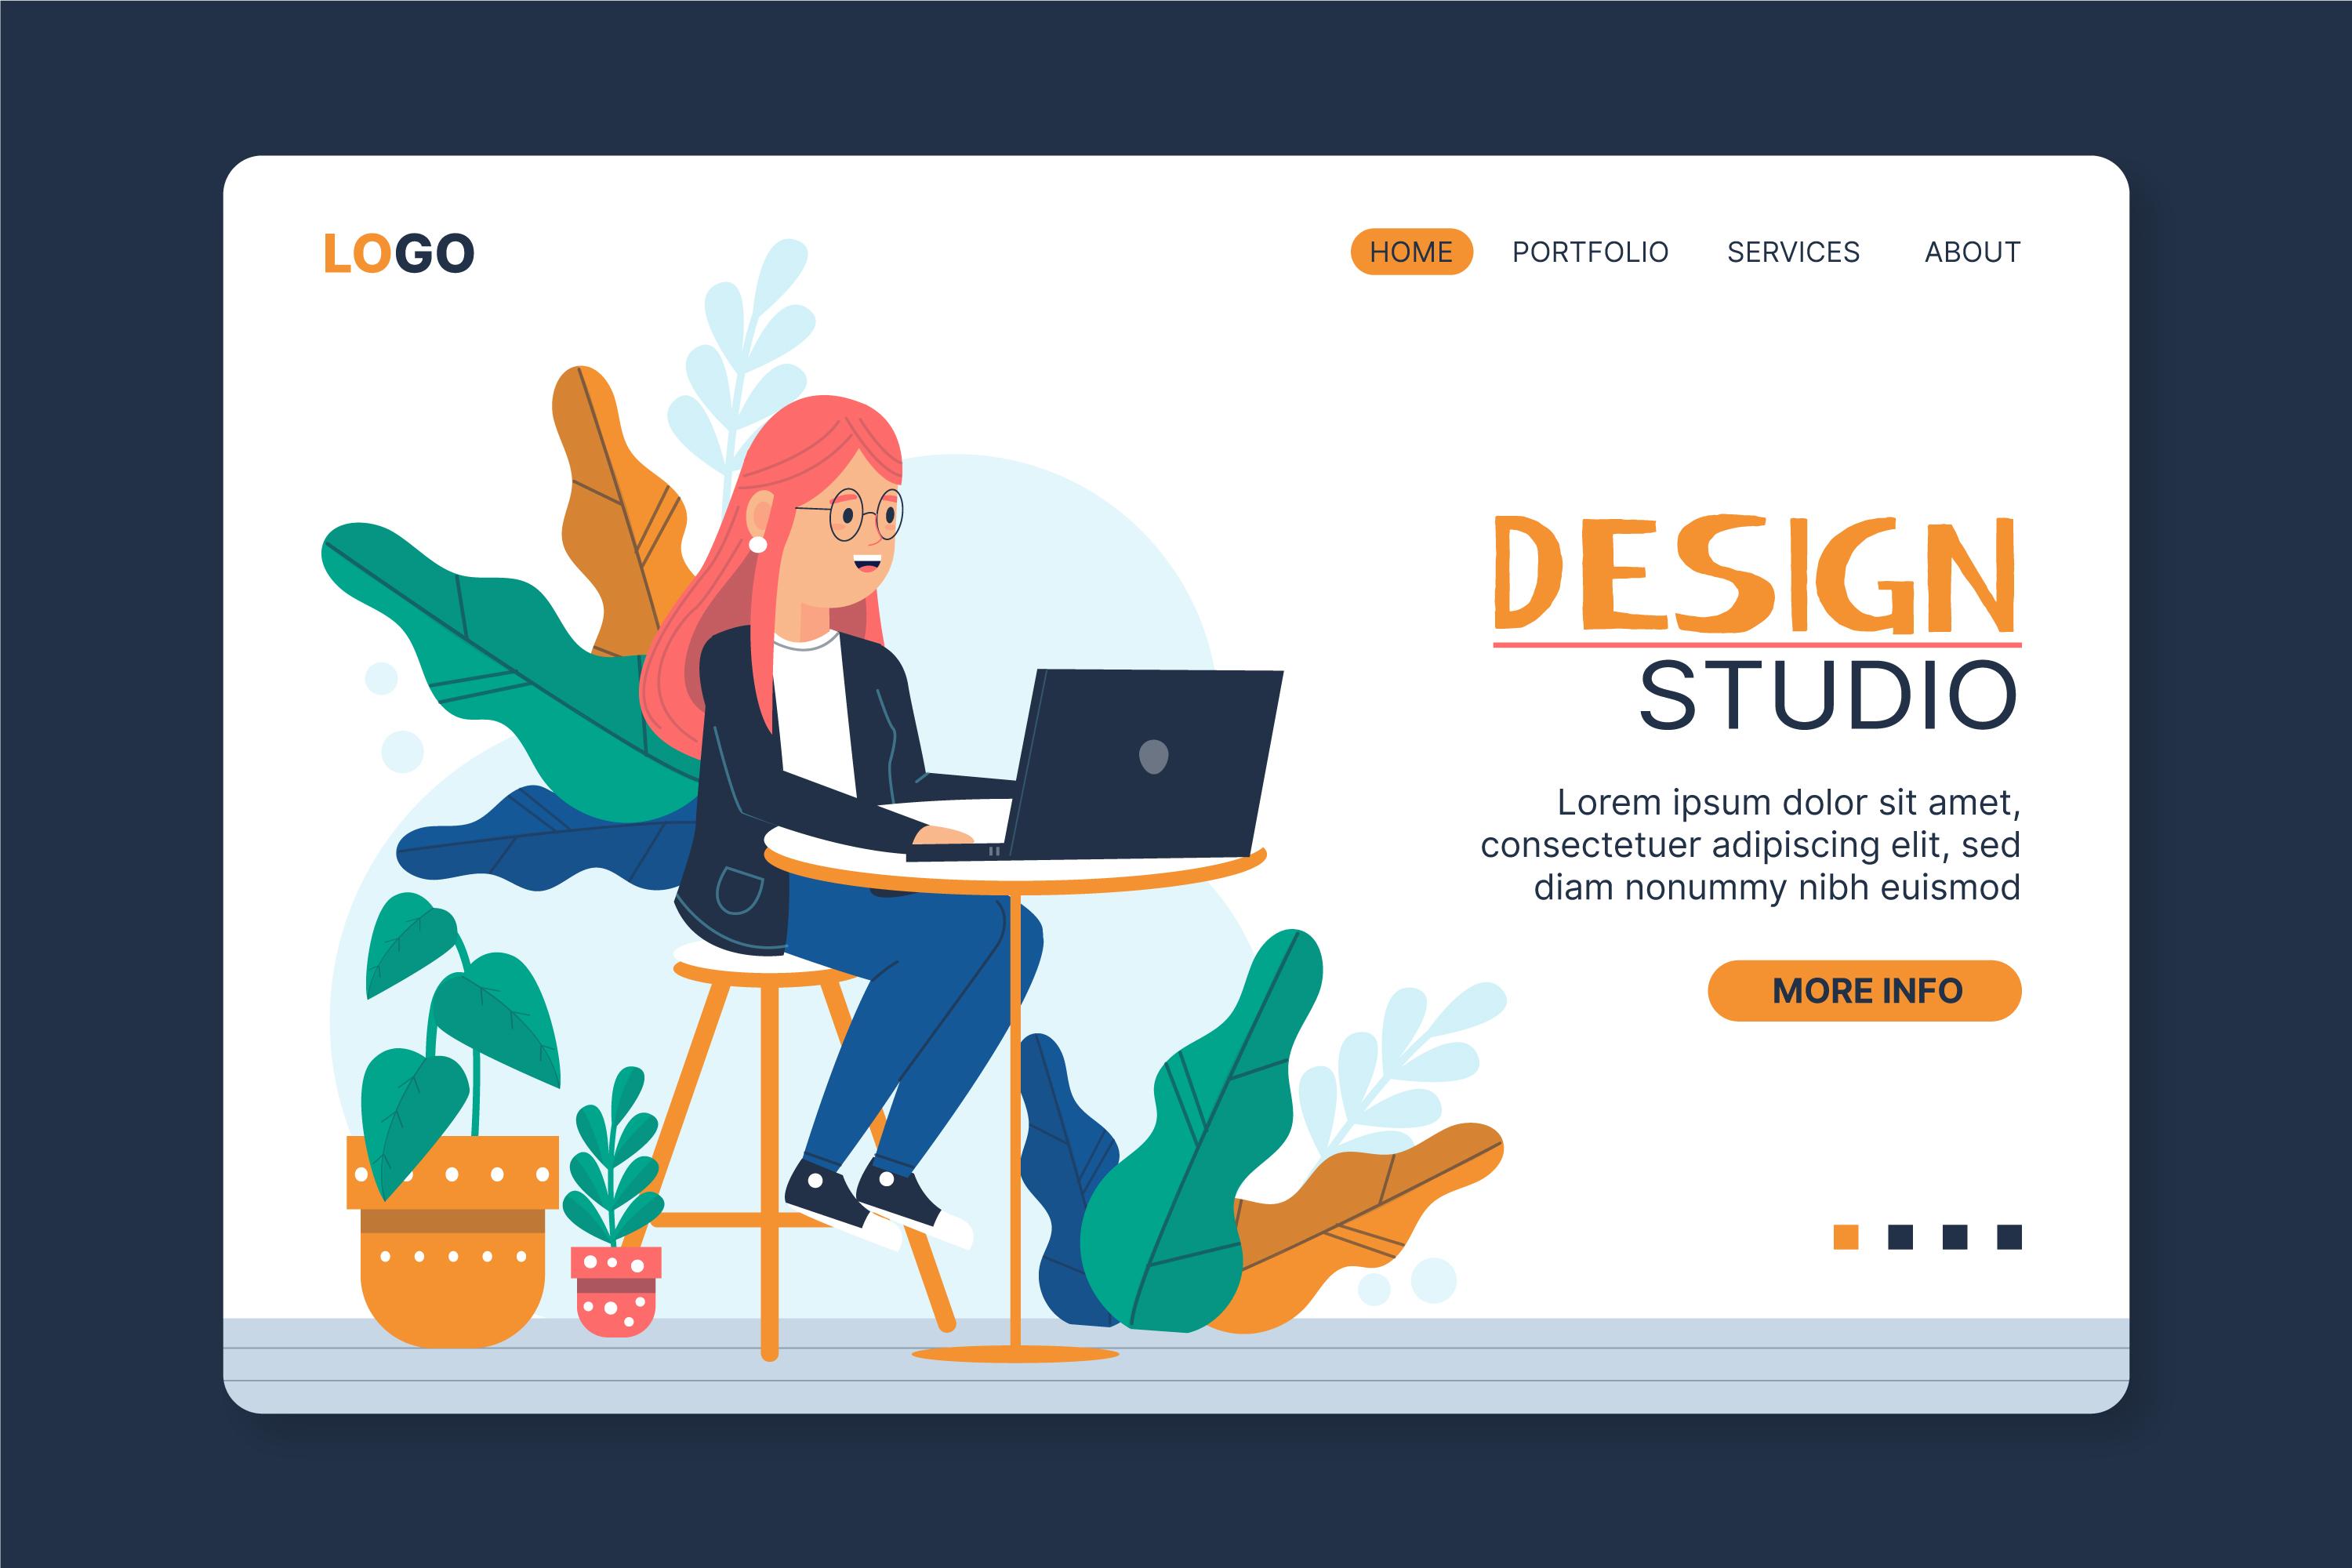 LOGO
HOME PORTFOLIO SERVICES ABOUT
DESIGN
STUDIO
Lorem ipsum dolor sit amet,
consectetuer adipiscing elit, sed
diam nonummy nibh euismod
MORE INFO